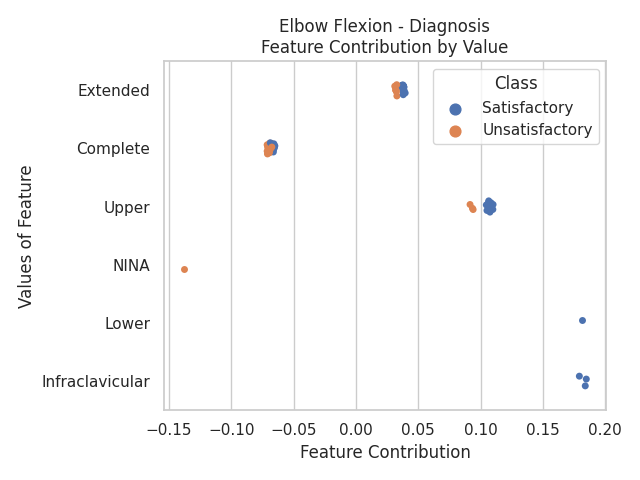 Elbow Flexion - Diagnosis
Feature Contribution by Value
Class
Satisfactory
Unsatisfactory
Values of Feature
Extended
Complete
Upper
NINA
Lower
Infraclavicular
−0.15 −0.10 −0.05 0.00 0.05 0.10 0.15 0.20
Feature Contribution